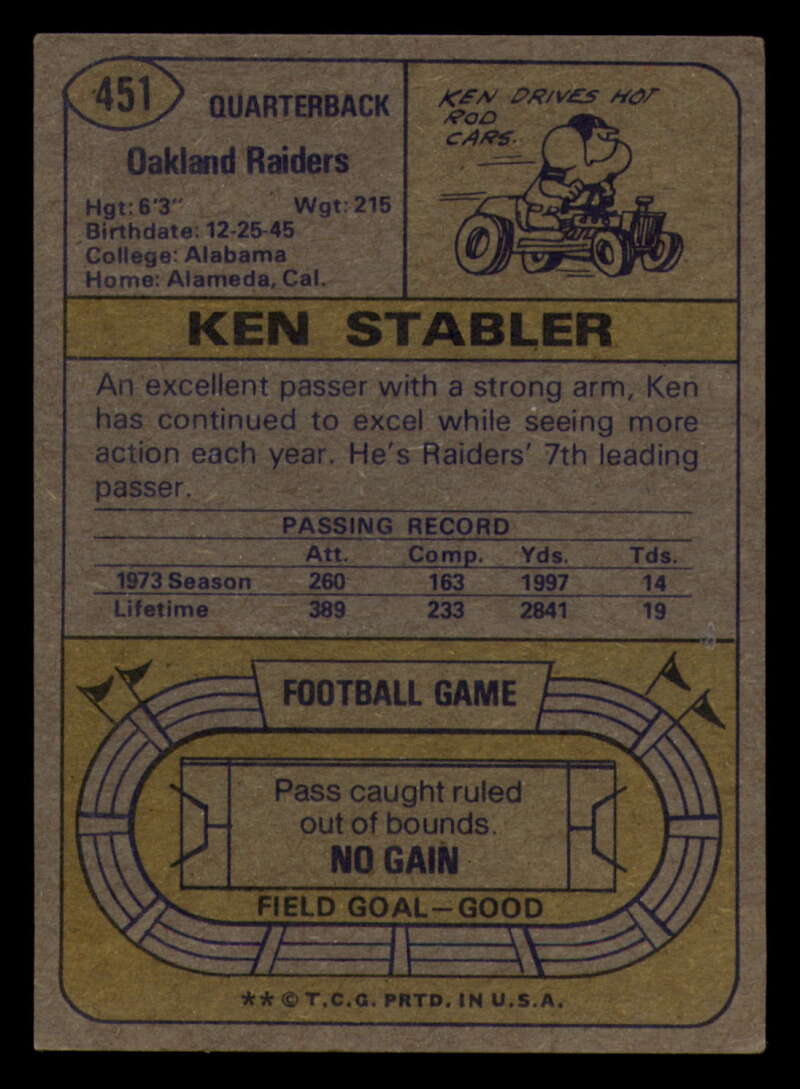 451
QUARTERBACK
Oakland Raiders
Hgt: 6'3" Wgt: 215
Birthdate: 12-25-45
College: Alabama
Home: Alameda, Cal.
KEN DRIVES HOT
ROD
CARS.
KEN STABLER
An excellent passer with a strong arm, Ken
has continued to excel while seeing more
action each year. He's Raiders' 7th leading
passer.
PASSING RECORD
Att. Comp. Yds. Tds.
1973 Season 260 163 1997 14
Lifetime 389 233 2841 19
FOOTBALL GAME
Pass caught ruled
out of bounds.
NO GAIN
FIELD GOAL—GOOD
** © T.C.G. PRTD. IN U.S.A.